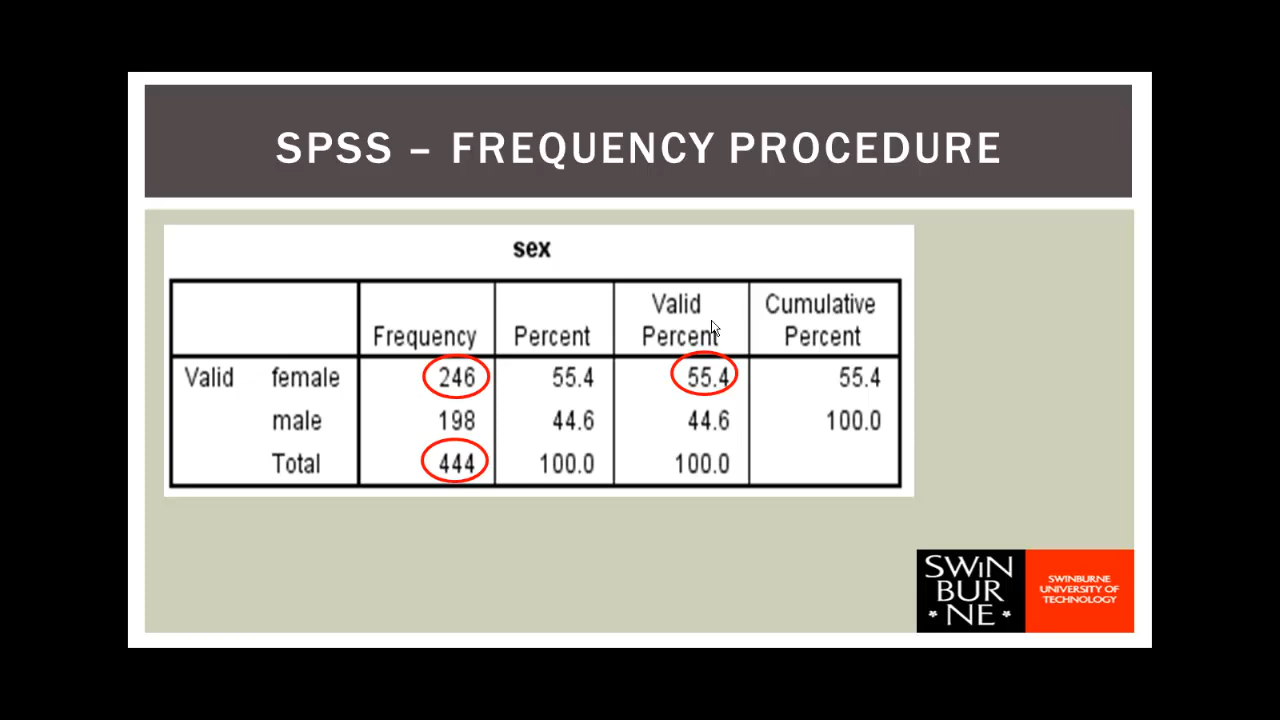 SPSS – FREQUENCY PROCEDURE
sex
Frequency Percent Valid Percent Cumulative Percent
Valid female 246 55.4 55.4 55.4
male 198 44.6 44.6 100.0
Total 444 100.0 100.0
SWiN
BUR
* NE *
SWINBURNE
UNIVERSITY OF
TECHNOLOGY